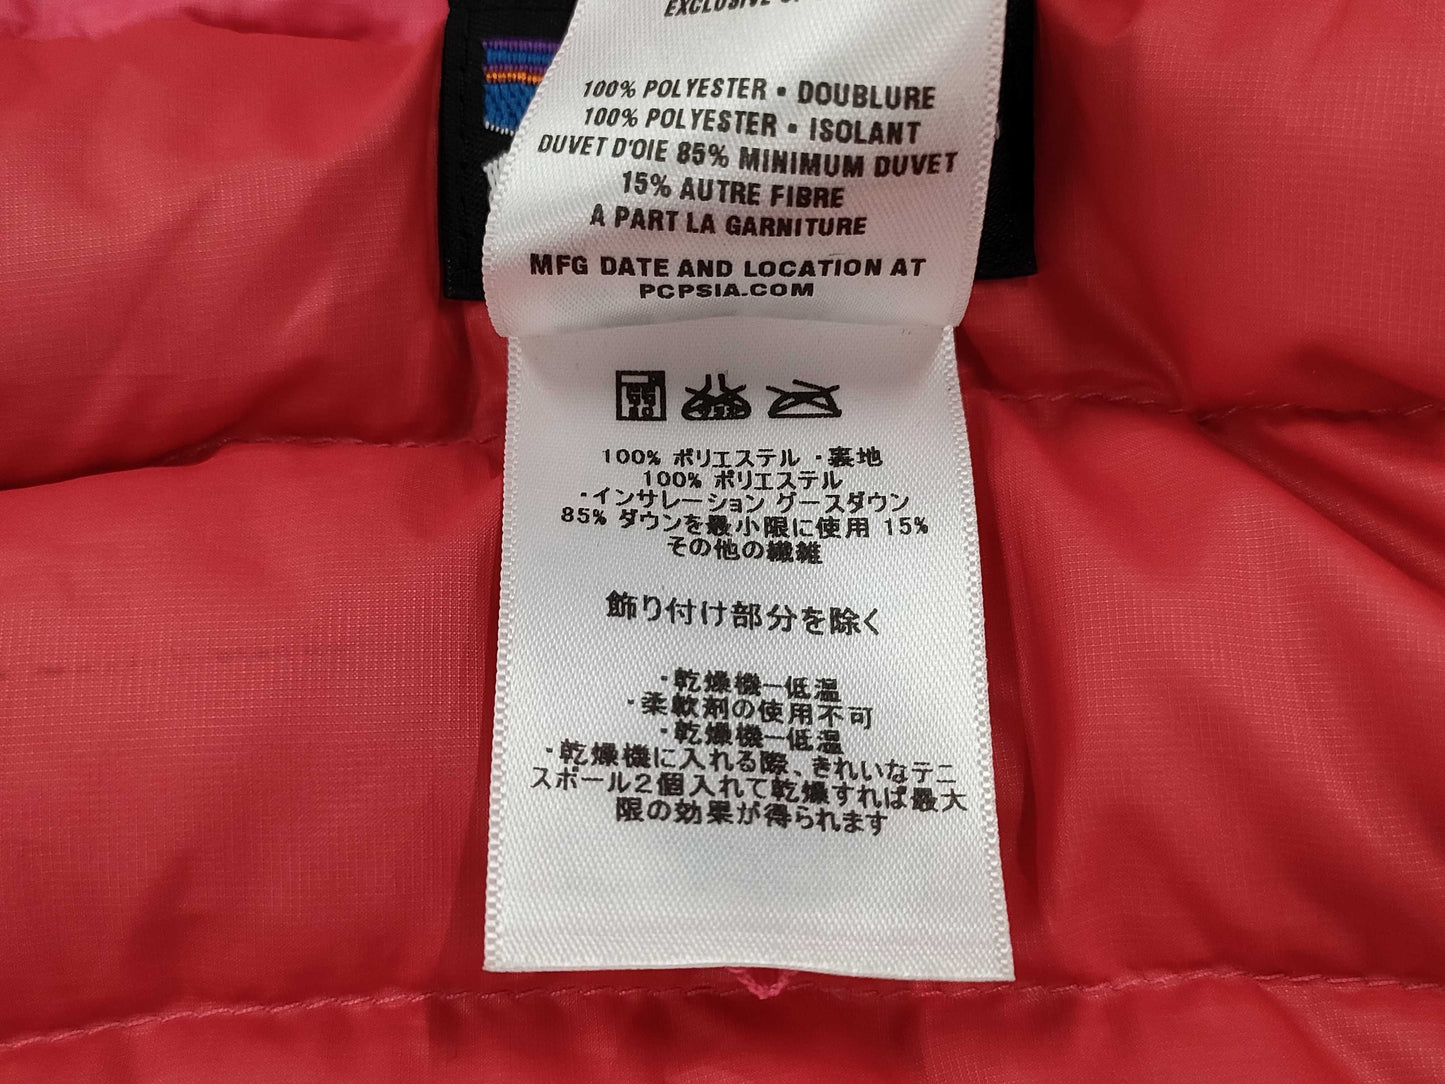 EXCLUSIVE
100% POLYESTER • DOUBLURE
100% POLYESTER • ISOLANT
DUVET D'OIE 85% MINIMUM DUVET
15% AUTRE FIBRE
A PART LA GARNITURE
MFG DATE AND LOCATION AT
PCPSIA.COM
100% ポリエステル ・裏地
100% ポリエステル
・インサレーション グースダウン
85% ダウンを最小限に使用 15%
その他の繊維
飾り付け部分を除く
・乾燥機ー低温
・柔軟剤の使用不可
・乾燥機ー低温
・乾燥機に入れる際、きれいなテニ
スボール2個入れて乾燥すれば最大
限の効果が得られます